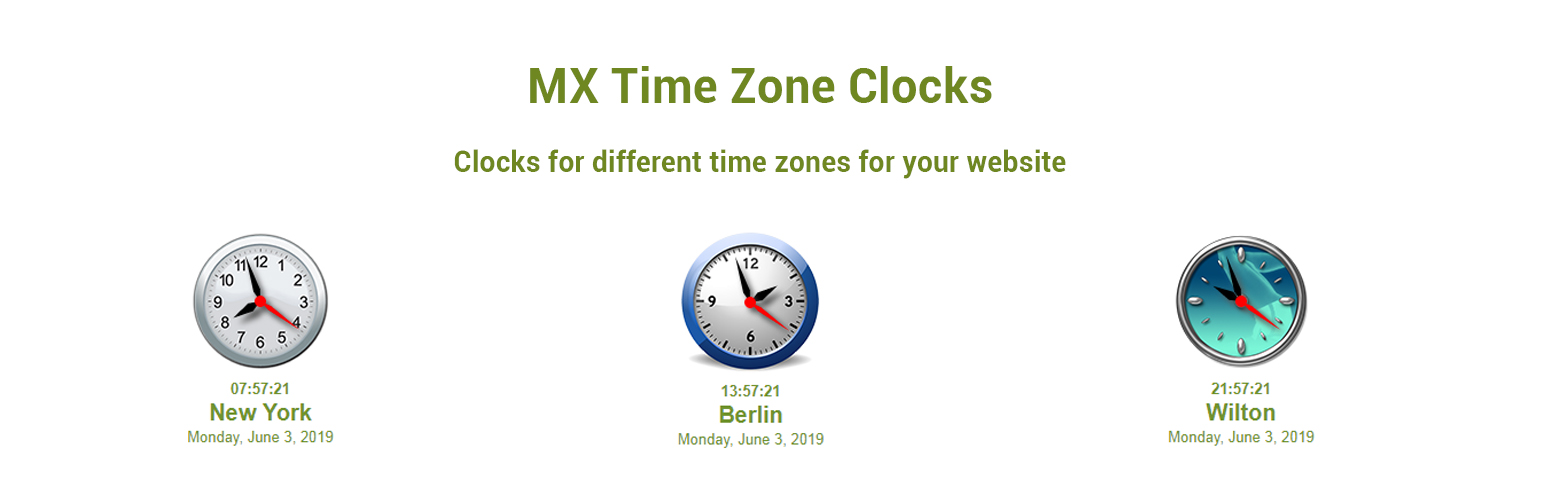 MX Time Zone Clocks
Clocks for different time zones for your website
12
1
2
3
4
5
6
7
8
9
10
11
07:57:21
New York
Monday, June 3, 2019
12
3
6
9
13:57:21
Berlin
Monday, June 3, 2019
21:57:21
Wilton
Monday, June 3, 2019